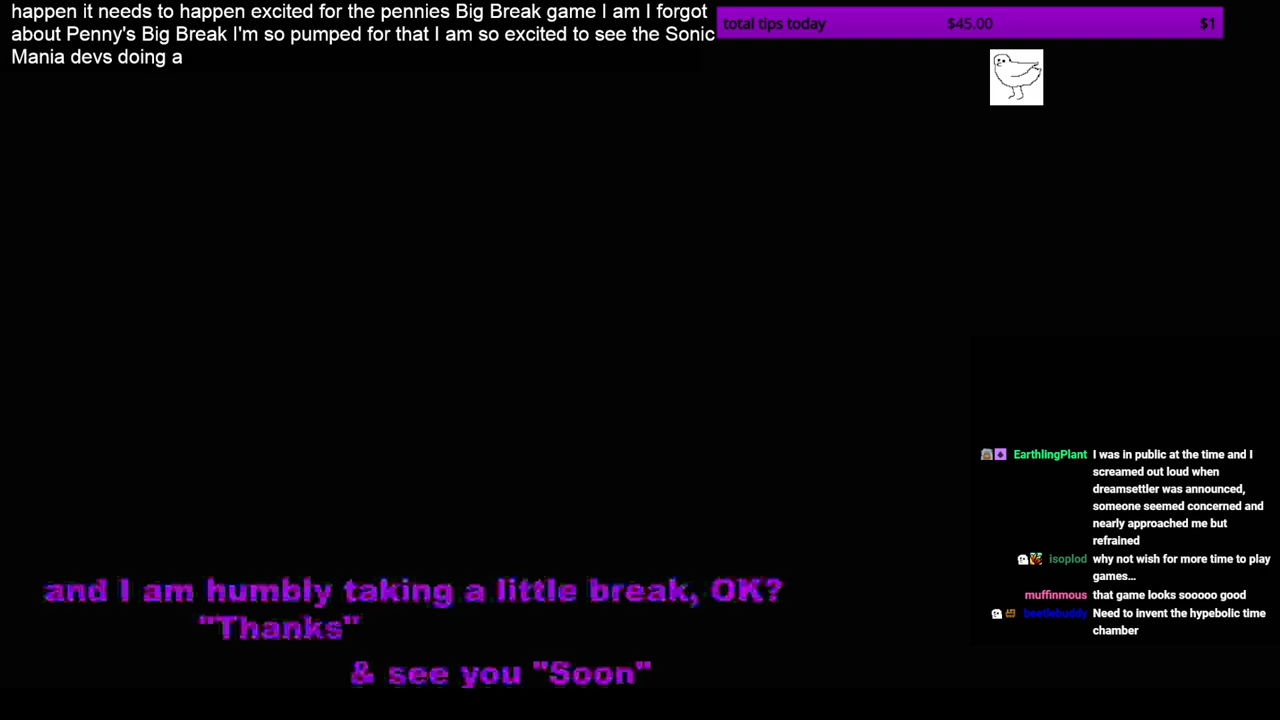 happen it needs to happen excited for the pennies Big Break game I am I forgot
about Penny's Big Break I'm so pumped for that I am so excited to see the Sonic
Mania devs doing a
total tips today $45.00 $1
EarthlingPlant I was in public at the time and I
screamed out loud when
dreamsettler was announced,
someone seemed concerned and
nearly approached me but
refrained
isoplod why not wish for more time to play
games...
muffinmous that game looks sooooo good
beetlebuddy Need to invent the hypebolic time
chamber
and I am humbly taking a little break, OK?
"Thanks"
& see you "Soon"